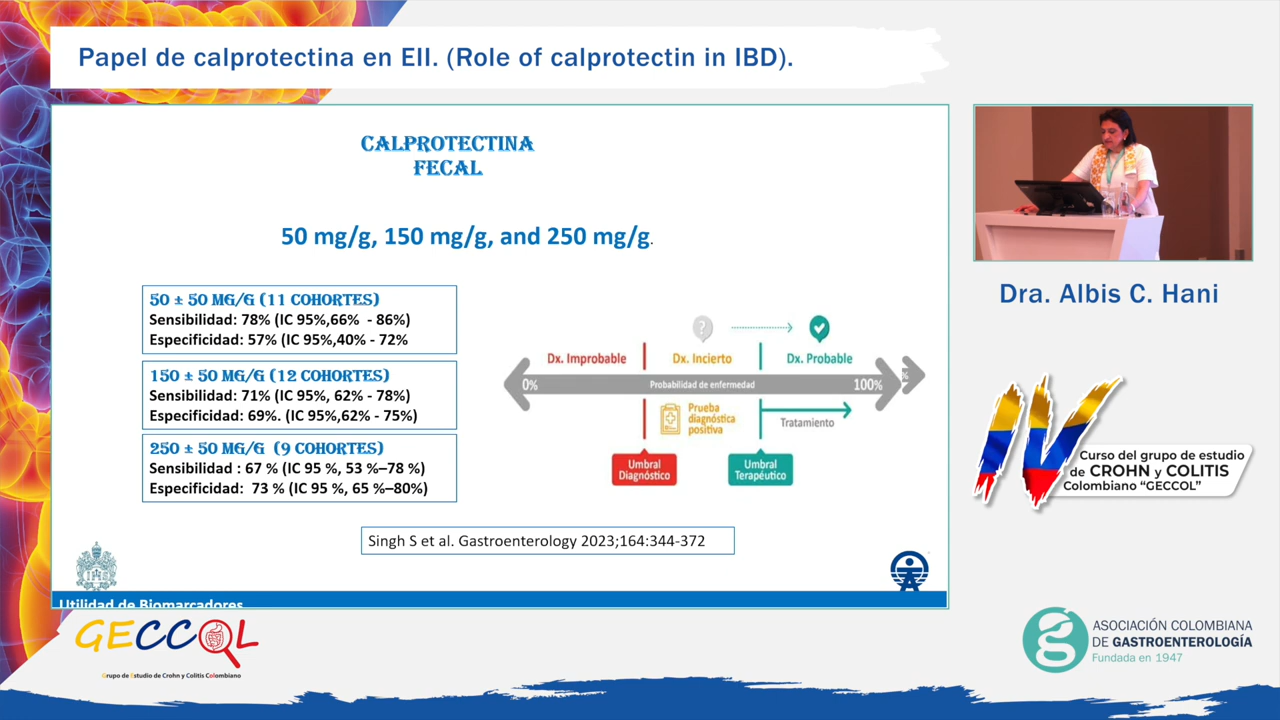 Papel de calprotectina en EII. (Role of calprotectin in IBD).
CALPROTECTINA
FECAL
50 mg/g, 150 mg/g, and 250 mg/g.
50 ± 50 MG/G (11 COHORTES)
Sensibilidad: 78% (IC 95%,66% - 86%)
Especificidad: 57% (IC 95%,40% - 72%
150 ± 50 MG/G (12 COHORTES)
Sensibilidad: 71% (IC 95%, 62% - 78%)
Especificidad: 69%. (IC 95%,62% - 75%)
250 ± 50 MG/G (9 COHORTES)
Sensibilidad : 67 % (IC 95 %, 53 %–78 %)
Especificidad: 73 % (IC 95 %, 65 %–80%)
?
Dx. Improbable
Dx. Incierto
Dx. Probable
0%
Probabilidad de enfermedad
100%
%
Prueba
diagnóstica
positiva
Tratamiento
Umbral
Diagnóstico
Umbral
Terapéutico
Singh S et al. Gastroenterology 2023;164:344-372
Utilidad de Biomarcadores
Dra. Albis C. Hani
IV
Curso del grupo de estudio
de CROHN y COLITIS
Colombiano “GECCOL”
GECCOL
Grupo de Estudio de Crohn y Colitis Colombiano
ASOCIACIÓN COLOMBIANA
DE GASTROENTEROLOGÍA
Fundada en 1947